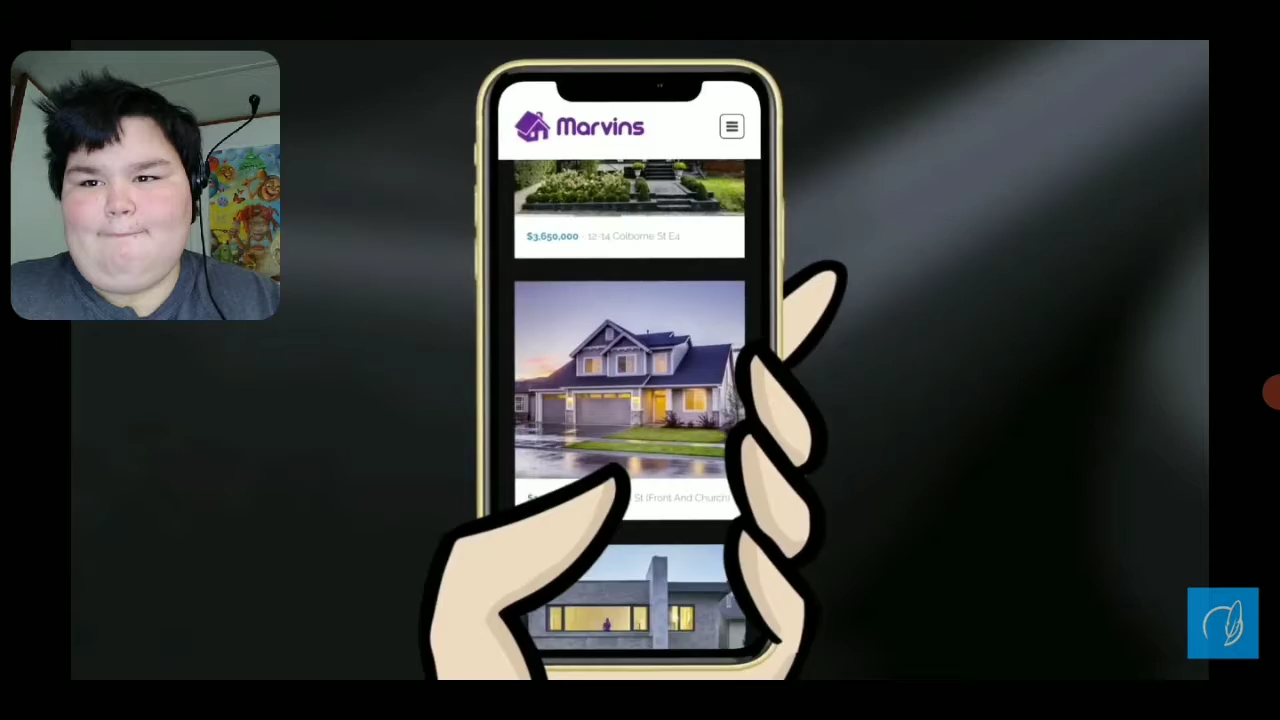 Marvins
$3,650,000 - 12-14 Colborne St E4
St (Front And Church)